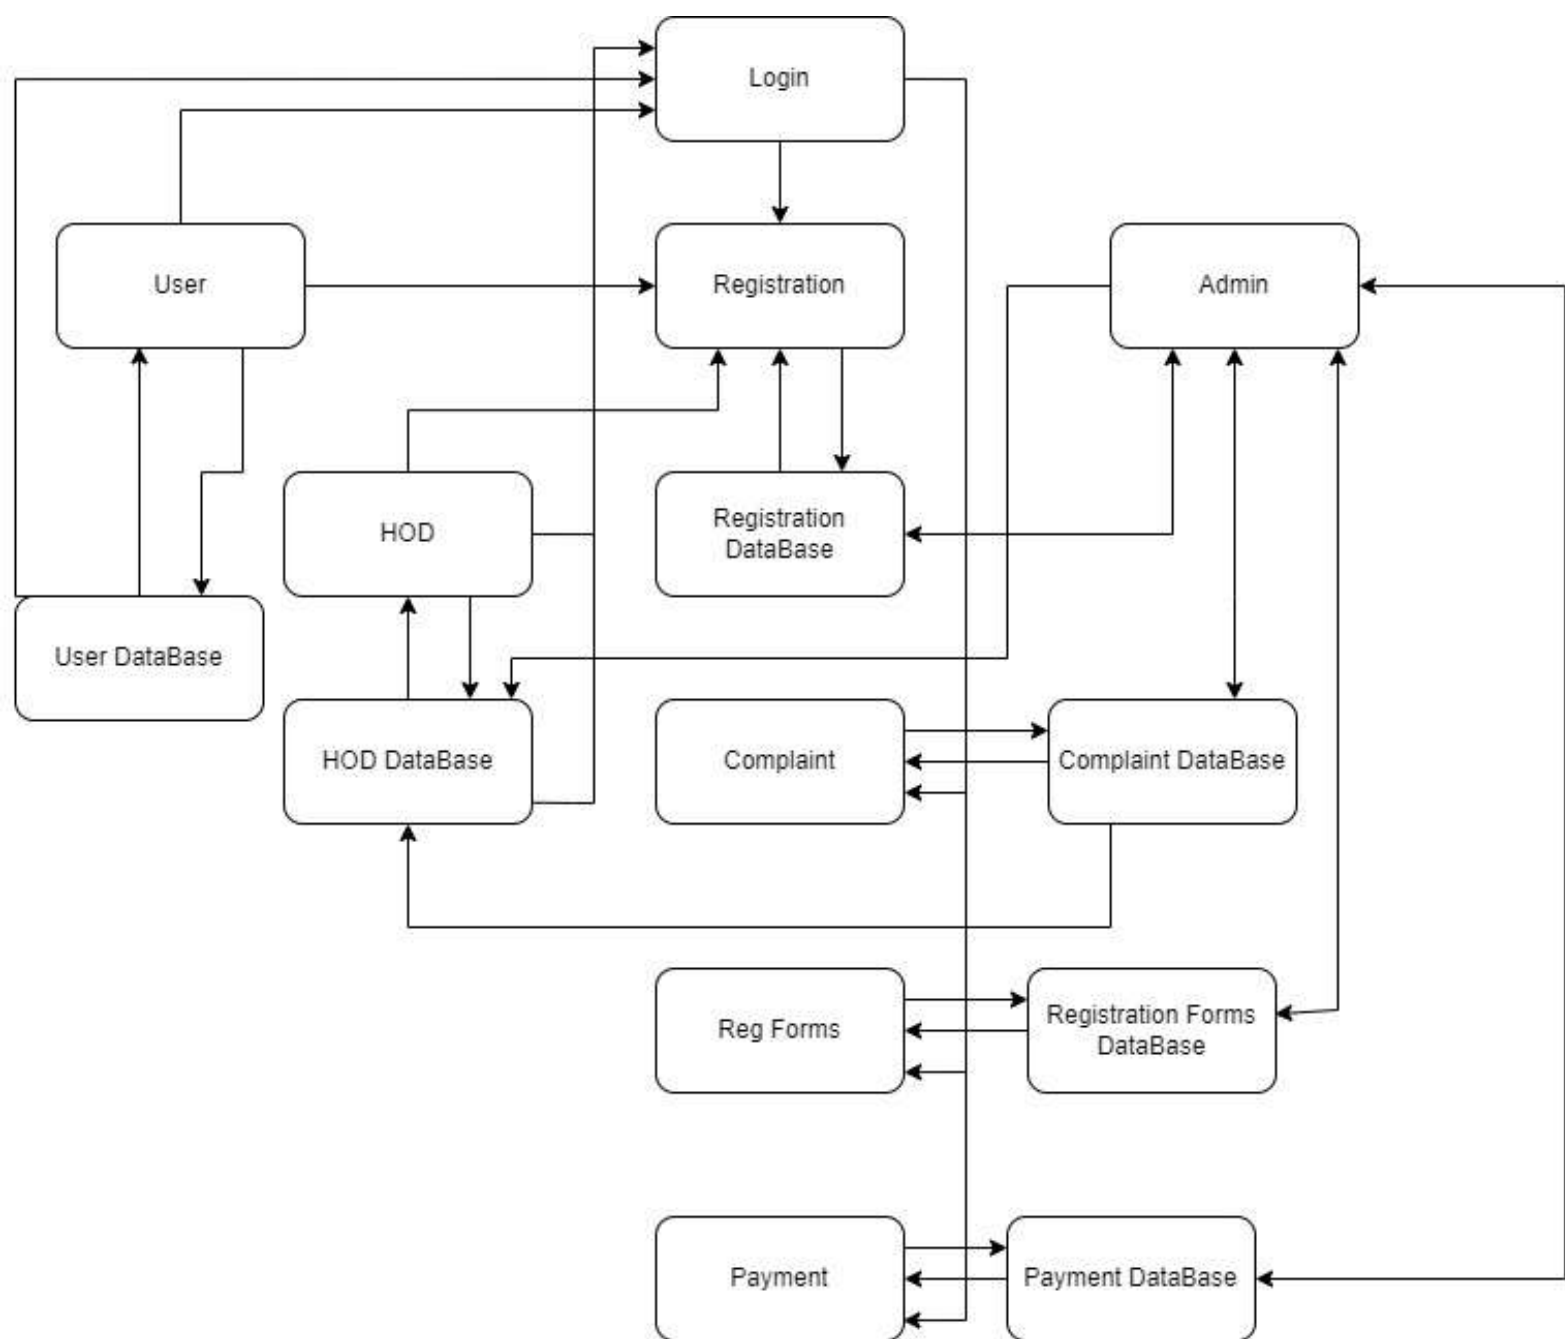 Login
User
Registration
Admin
HOD
Registration
DataBase
User DataBase
HOD DataBase
Complaint
Complaint DataBase
Reg Forms
Registration Forms
DataBase
Payment
Payment DataBase